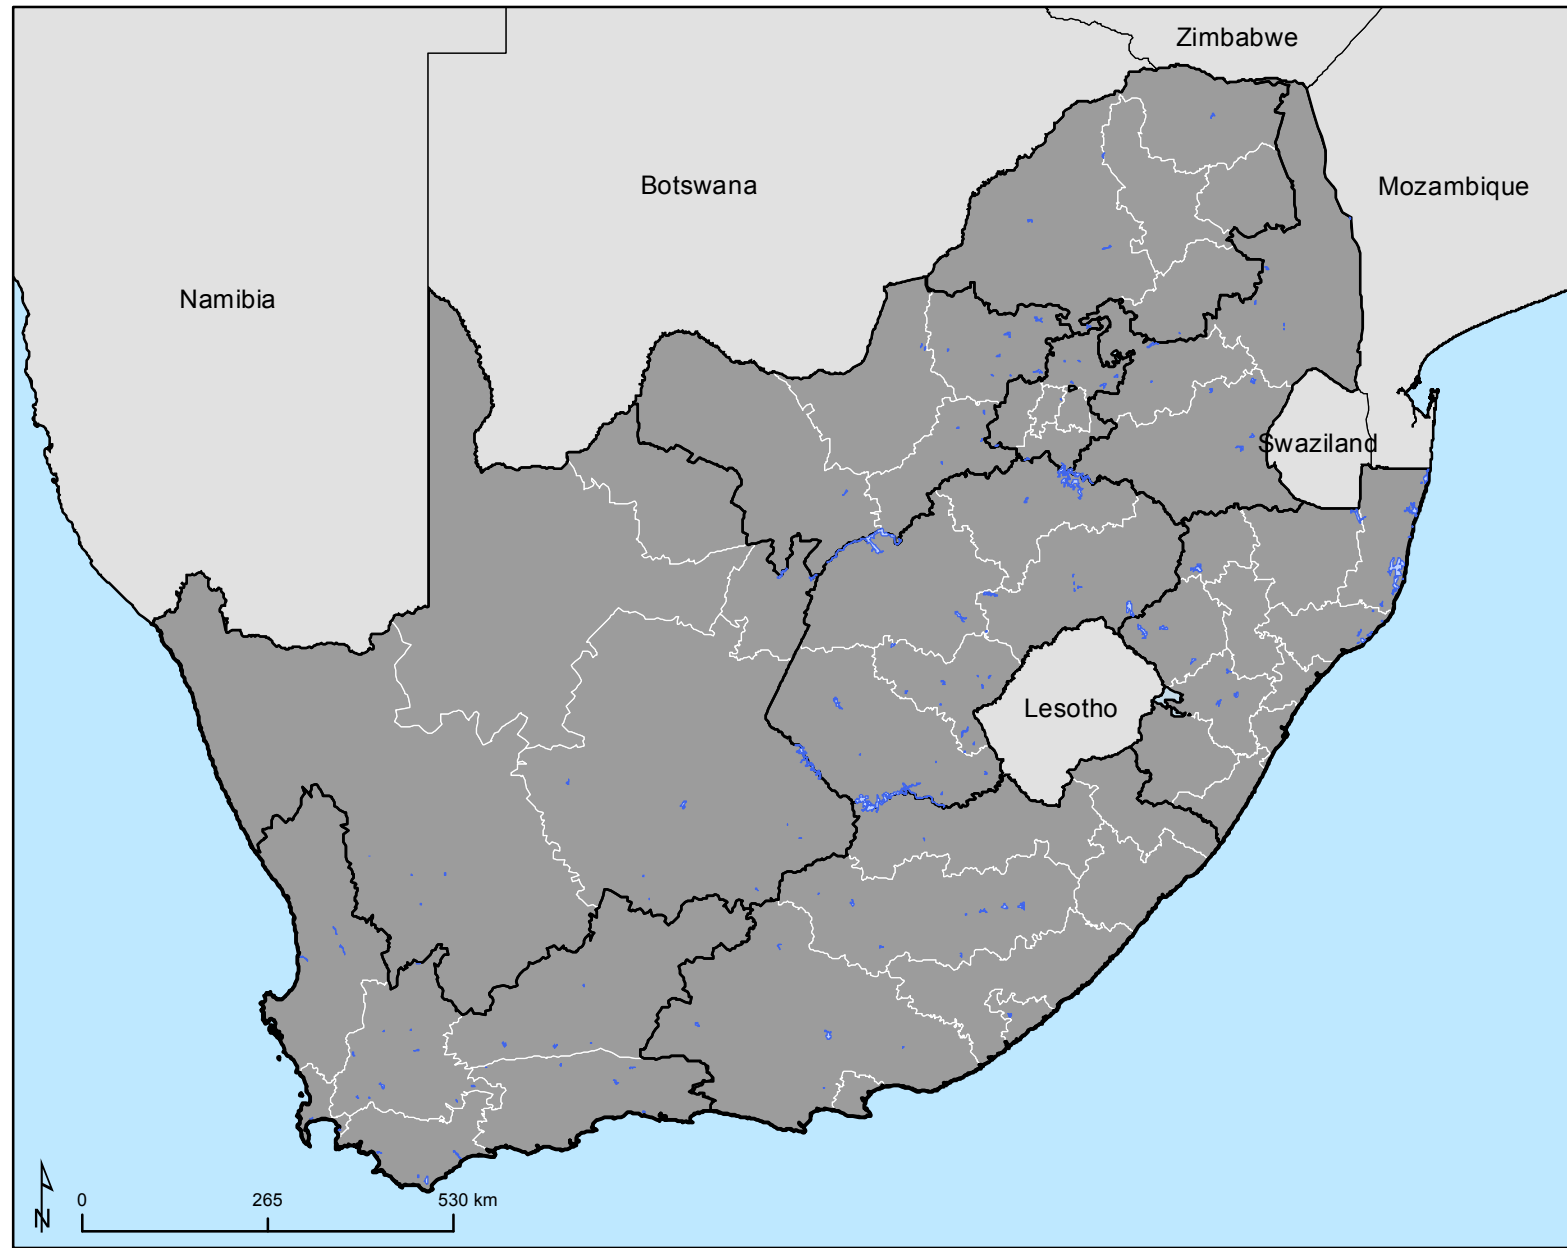 Zimbabwe
Botswana
Mozambique
Namibia
Swaziland
Lesotho
N
0 265 530 km